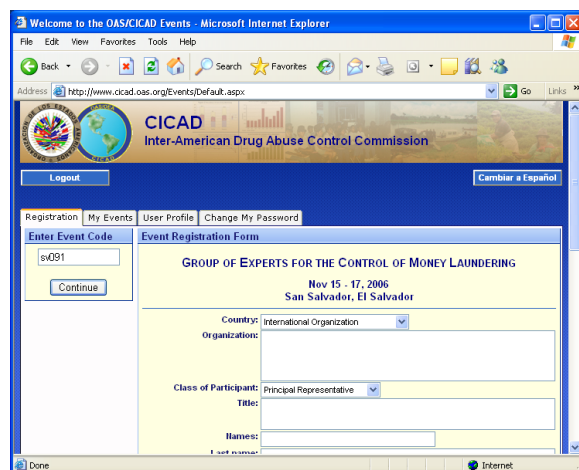 Welcome to the OAS/CICAD Events - Microsoft Internet Explorer
File Edit View Favorites Tools Help
Back Search Favorites
Address http://www.cicad.oas.org/Events/Default.aspx Go Links »
CICAD
Inter-American Drug Abuse Control Commission
Logout Cambiar a Español
Registration My Events User Profile Change My Password
Enter Event Code Event Registration Form
sv091
Continue
GROUP OF EXPERTS FOR THE CONTROL OF MONEY LAUNDERING
Nov 15 - 17, 2006
San Salvador, El Salvador
Country: International Organization
Organization:
Class of Participant: Principal Representative
Title:
Names:
Last name:
Done Internet